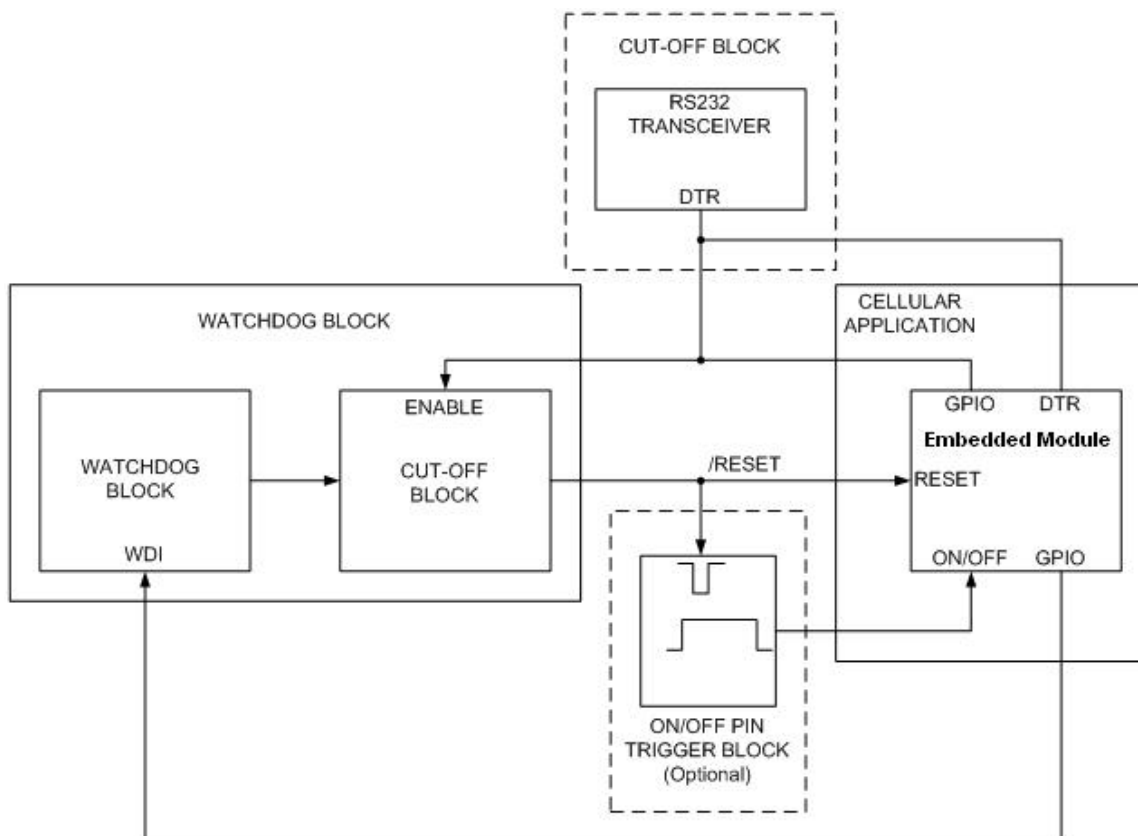 CUT-OFF BLOCK
RS232
TRANSCEIVER
DTR
WATCHDOG BLOCK
CELLULAR
APPLICATION
ENABLE
GPIO DTR
Embedded Module
WATCHDOG
BLOCK
CUT-OFF
BLOCK
/RESET
RESET
WDI
ON/OFF GPIO
ON/OFF PIN
TRIGGER BLOCK
(Optional)